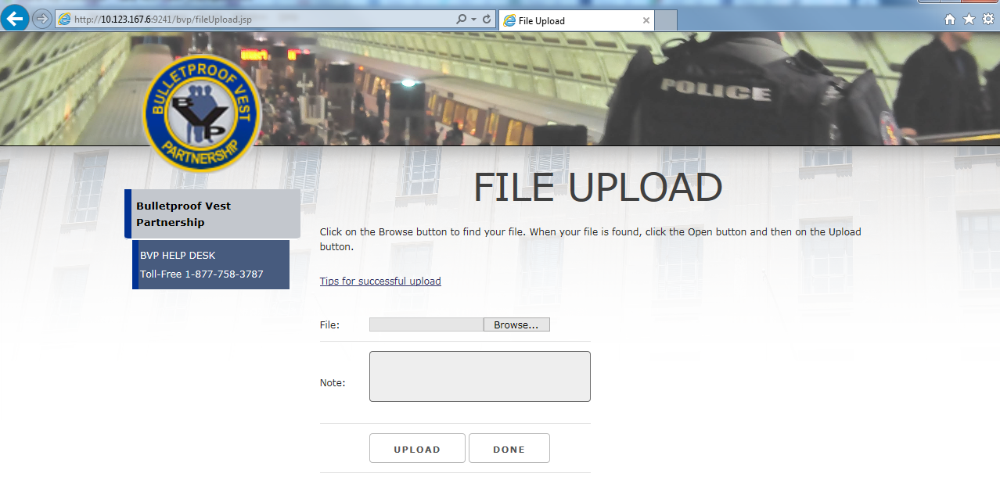 http://10.123.167.6:9241/bvp/fileUpload.jsp
File Upload
POLICE
BULLETPROOF VEST
BVP
PARTNERSHIP
FILE UPLOAD
Bulletproof Vest
Partnership
BVP HELP DESK
Toll-Free 1-877-758-3787
Click on the Browse button to find your file. When your file is found, click the Open button and then on the Upload
button.
Tips for successful upload
File:
Browse...
Note:
UPLOAD
DONE